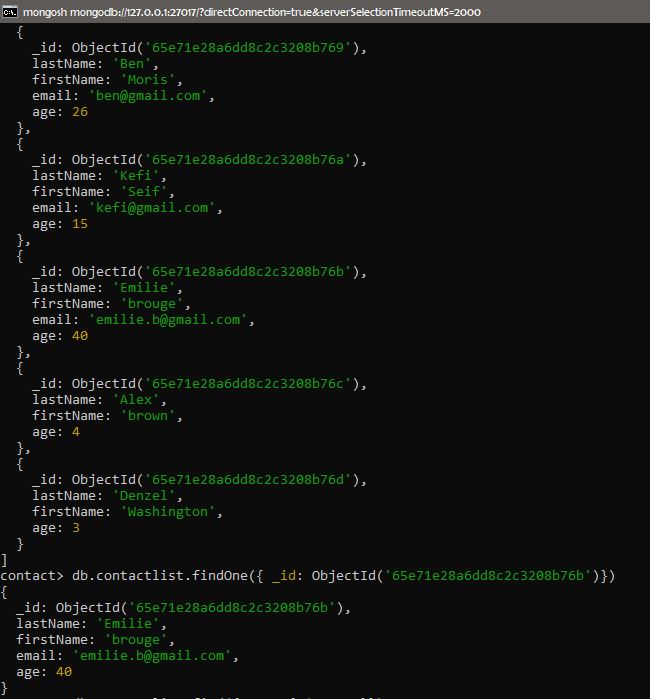 mongosh mongodb://127.0.0.1:27017/?directConnection=true&serverSelectionTimeoutMS=2000
{
_id: ObjectId('65e71e28a6dd8c2c3208b769'),
lastName: 'Ben',
firstName: 'Moris',
email: 'ben@gmail.com',
age: 26
},
{
_id: ObjectId('65e71e28a6dd8c2c3208b76a'),
lastName: 'Kefi',
firstName: 'Seif',
email: 'kefi@gmail.com',
age: 15
},
{
_id: ObjectId('65e71e28a6dd8c2c3208b76b'),
lastName: 'Emilie',
firstName: 'brouge',
email: 'emilie.b@gmail.com',
age: 40
},
{
_id: ObjectId('65e71e28a6dd8c2c3208b76c'),
lastName: 'Alex',
firstName: 'brown',
age: 4
},
{
_id: ObjectId('65e71e28a6dd8c2c3208b76d'),
lastName: 'Denzel',
firstName: 'Washington',
age: 3
}
]
contact> db.contactlist.findOne({ _id: ObjectId('65e71e28a6dd8c2c3208b76b')})
{
_id: ObjectId('65e71e28a6dd8c2c3208b76b'),
lastName: 'Emilie',
firstName: 'brouge',
email: 'emilie.b@gmail.com',
age: 40
}